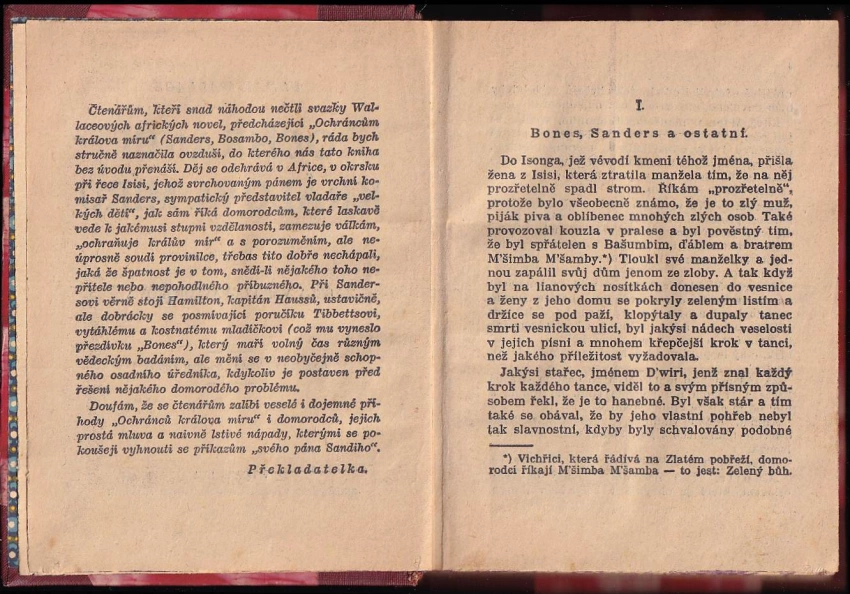 Čtenářům, kteří snad náhodou nečtli svazky Wal-
laceových afrických novel, předcházející „Ochráncům
králova míru“ (Sanders, Bosambo, Bones), ráda bych
stručně naznačila ovzduší, do kterého nás tato kniha
bez úvodu přenáší. Děj se odehrává v Africe, v okrsku
při řece Isisi, jehož svrchovaným pánem je vrchní ko-
misař Sanders, sympatický představitel vladaře „vel-
kých dětí“, jak sám říká domorodcům, které laskavě
vede k jakémusi stupni vzdělanosti, zamezuje válkám,
„ochraňuje králův mír“ a s porozuměním, ale ne-
úprosně soudí provinilce, třebas tito dobře nechápali,
jaká že špatnost je v tom, snědí-li nějakého toho ne-
přítele nebo nepohodlného příbuzného. Při Sander-
sovi věrně stojí Hamilton, kapitán Haussů, ustavičně,
ale dobrácky se posmívající poručíku Tibbettsovi,
vytáhlému a kostnatému mladíčkovi (což mu vyneslo
přezdívku „Bones“), který maří volný čas různým
vědeckým badáním, ale mění se v neobyčejně schop-
ného osadního úředníka, kdykoliv je postaven před
řešení nějakého domorodého problému.
Doufám, že se čtenářům zalíbí veselé i dojemné pří-
hody „Ochránců králova míru“ i domorodců, jejich
prostá mluva a naivně lstivé nápady, kterými se po-
koušejí vyhnouti se příkazům „svého pána Sandiho“.
Překladatelka.
I.
Bones, Sanders a ostatní.
Do Isonga, jež vévodí kmeni téhož jména, přišla
žena z Isisi, která ztratila manžela tím, že na něj
prozřetelně spadl strom. Říkám „prozřetelně“,
protože bylo všeobecně známo, že je to zlý muž,
piják piva a oblíbenec mnohých zlých osob. Také
provozoval kouzla v pralese a byl pověstný tím,
že byl spřátelen s Bašumbim, ďáblem a bratrem
M'šimba M'šamby.*) Tloukl své manželky a jed-
nou zapálil svůj dům jenom ze zloby. A tak když
byl na lianových nosítkách donesen do vesnice
a ženy z jeho domu se pokryly zeleným listím a
držíce se pod paží, klopýtaly a dupaly tanec
smrti vesnickou ulicí, byl jakýsi nádech veselosti
v jejich písni a mnohem křepčejší krok v tanci,
než jakého příležitost vyžadovala.
Jakýsi stařec, jménem D'wiri, jenž znal každý
krok každého tance, viděl to a svým přísným způ-
sobem řekl, že je to hanebné. Byl však stár a tím
také se obával, že by jeho vlastní pohřeb nebyl
tak slavnostní, kdyby byly schvalovány podobné
*) Vichřici, která řádívá na Zlatém pobřeží, domo-
rodci říkají M'šimba M'šamba — to jest: Zelený bůh.